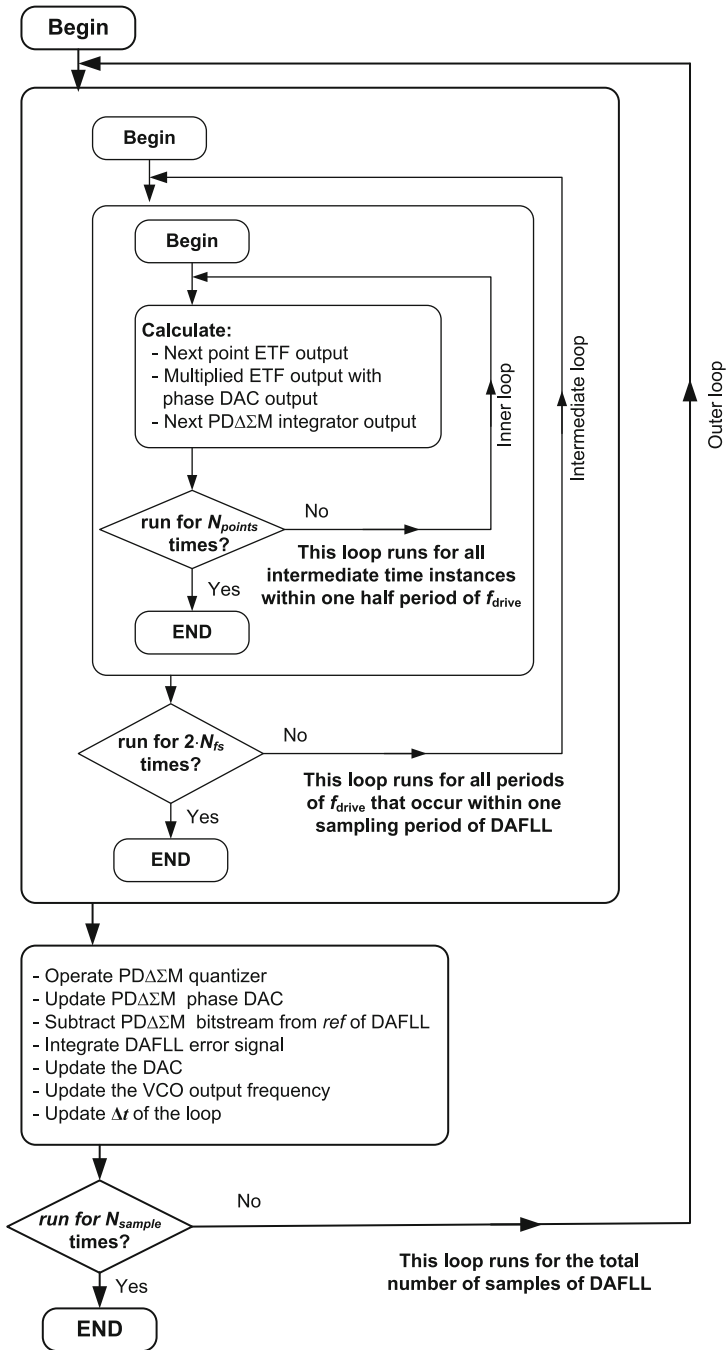 Begin
Begin
Begin
Calculate:
- Next point ETF output
- Multiplied ETF output with
phase DAC output
- Next PDΔΣM integrator output
Inner loop
Intermediate loop
Outer loop
run for N_points
times?
No
This loop runs for all
intermediate time instances
within one half period of f_drive
Yes
END
run for 2·N_fs
times?
No
This loop runs for all periods
of f_drive that occur within one
sampling period of DAFLL
Yes
END
- Operate PDΔΣM quantizer
- Update PDΔΣM phase DAC
- Subtract PDΔΣM bitstream from ref of DAFLL
- Integrate DAFLL error signal
- Update the DAC
- Update the VCO output frequency
- Update Δt of the loop
run for N_sample
times?
No
This loop runs for the total
number of samples of DAFLL
Yes
END